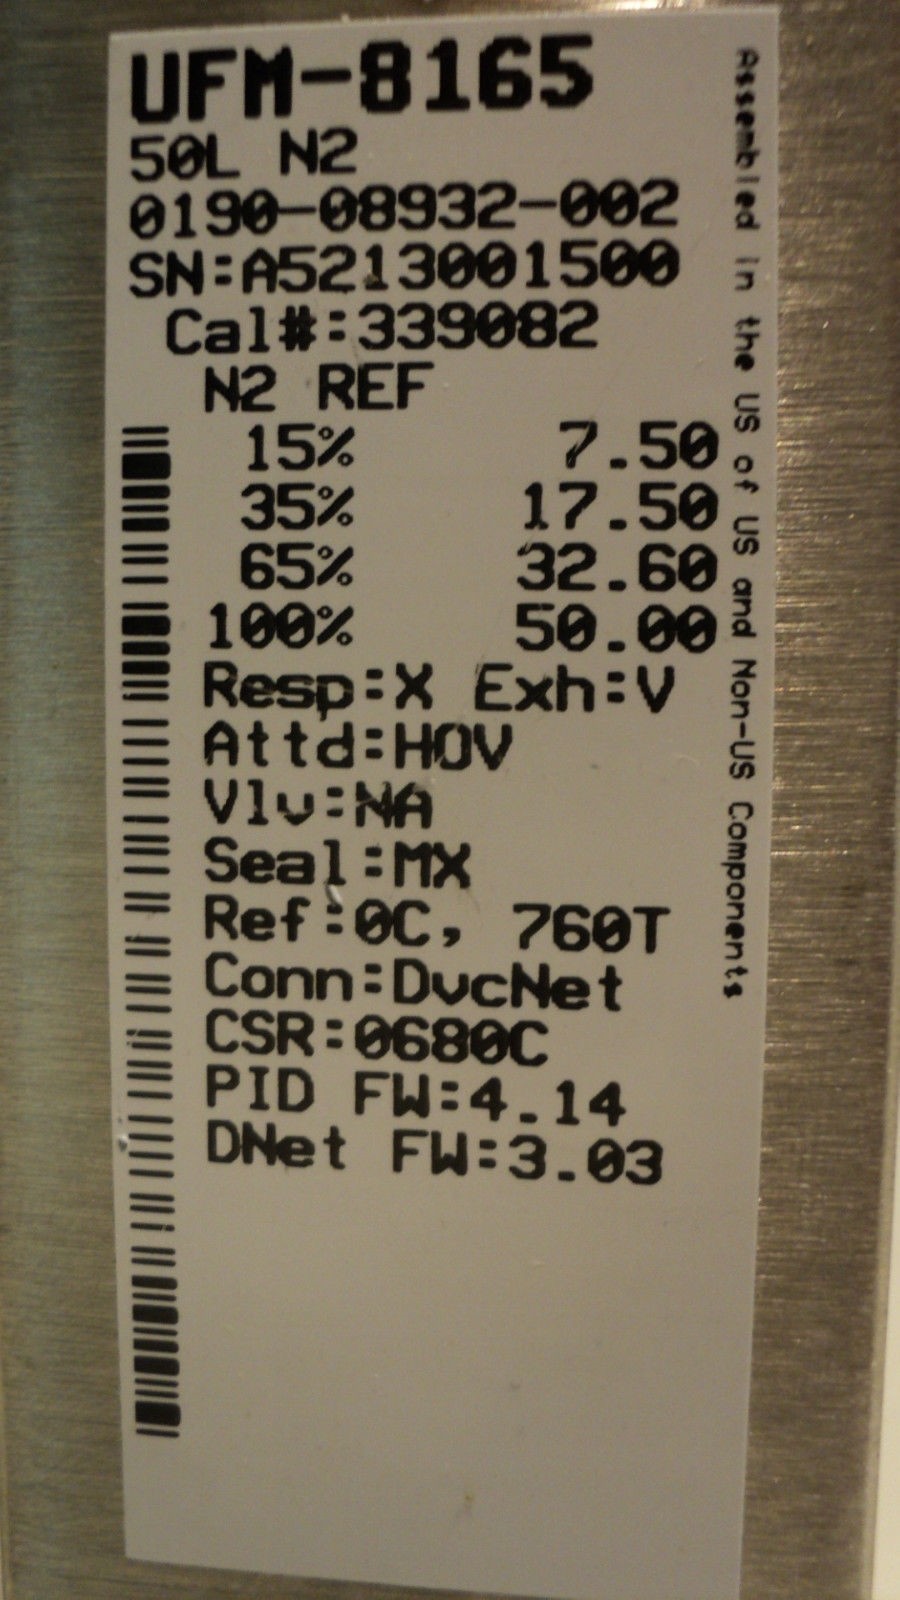 UFM-8165
50L N2
0190-08932-002
SN:A5213001500
Cal#:339082
N2 REF
15% 7.50
35% 17.50
65% 32.60
100% 50.00
Resp:X Exh:V
Attd:HOV
Vlv:NA
Seal:MX
Ref:0C, 760T
Conn:DvcNet
CSR:0680C
PID FW:4.14
DNet FW:3.03
Assembled in the US of US and Non-US Components